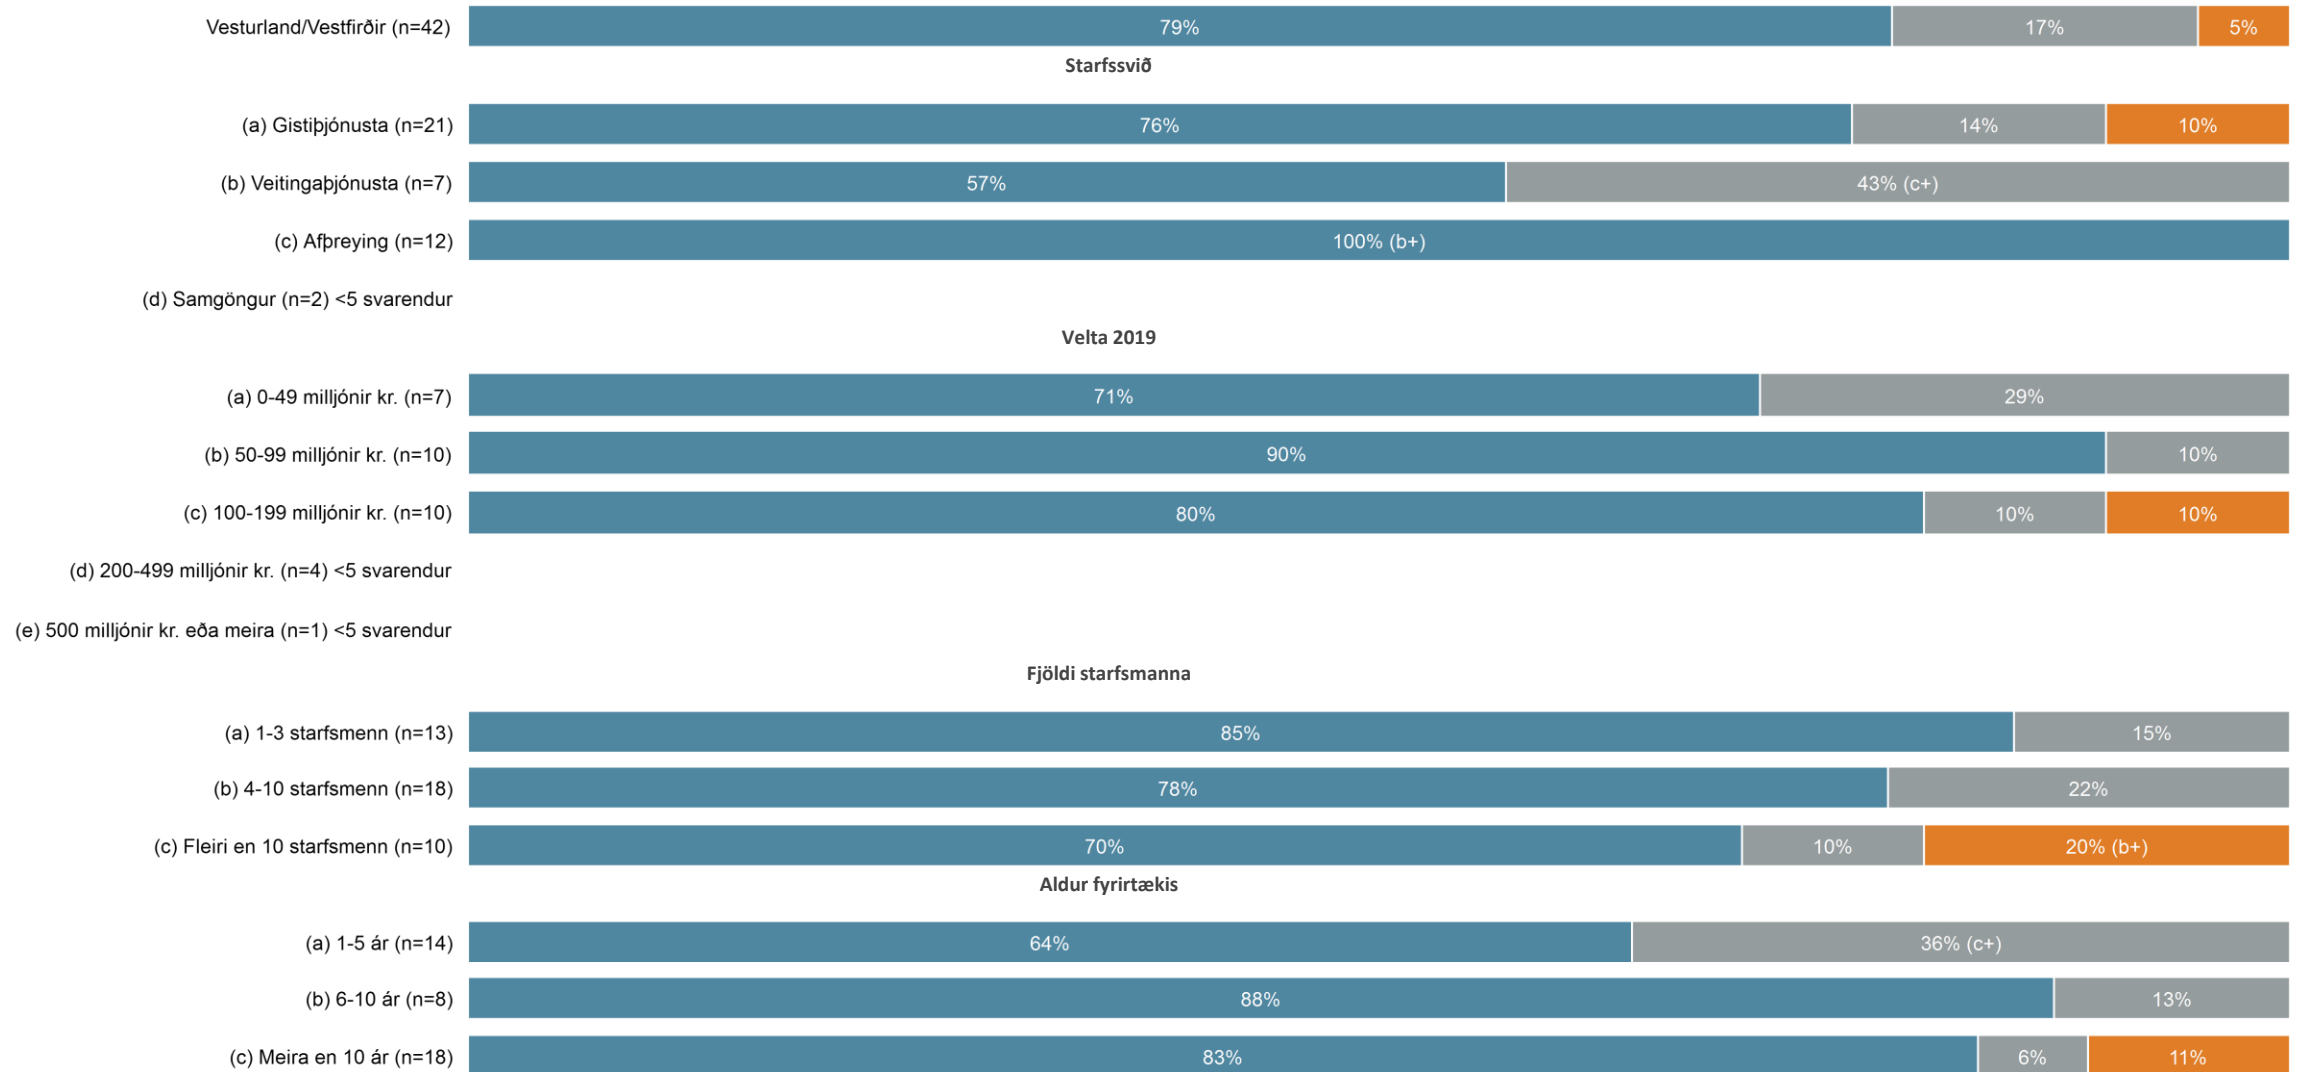 Vesturland/Vestfirðir (n=42) 79% 17% 5%
Starfssvið
(a) Gistiþjónusta (n=21) 76% 14% 10%
(b) Veitingaþjónusta (n=7) 57% 43% (c+)
(c) Afþreying (n=12) 100% (b+)
(d) Samgöngur (n=2) <5 svarendur
Velta 2019
(a) 0-49 milljónir kr. (n=7) 71% 29%
(b) 50-99 milljónir kr. (n=10) 90% 10%
(c) 100-199 milljónir kr. (n=10) 80% 10% 10%
(d) 200-499 milljónir kr. (n=4) <5 svarendur
(e) 500 milljónir kr. eða meira (n=1) <5 svarendur
Fjöldi starfsmanna
(a) 1-3 starfsmenn (n=13) 85% 15%
(b) 4-10 starfsmenn (n=18) 78% 22%
(c) Fleiri en 10 starfsmenn (n=10) 70% 10% 20% (b+)
Aldur fyrirtækis
(a) 1-5 ár (n=14) 64% 36% (c+)
(b) 6-10 ár (n=8) 88% 13%
(c) Meira en 10 ár (n=18) 83% 6% 11%